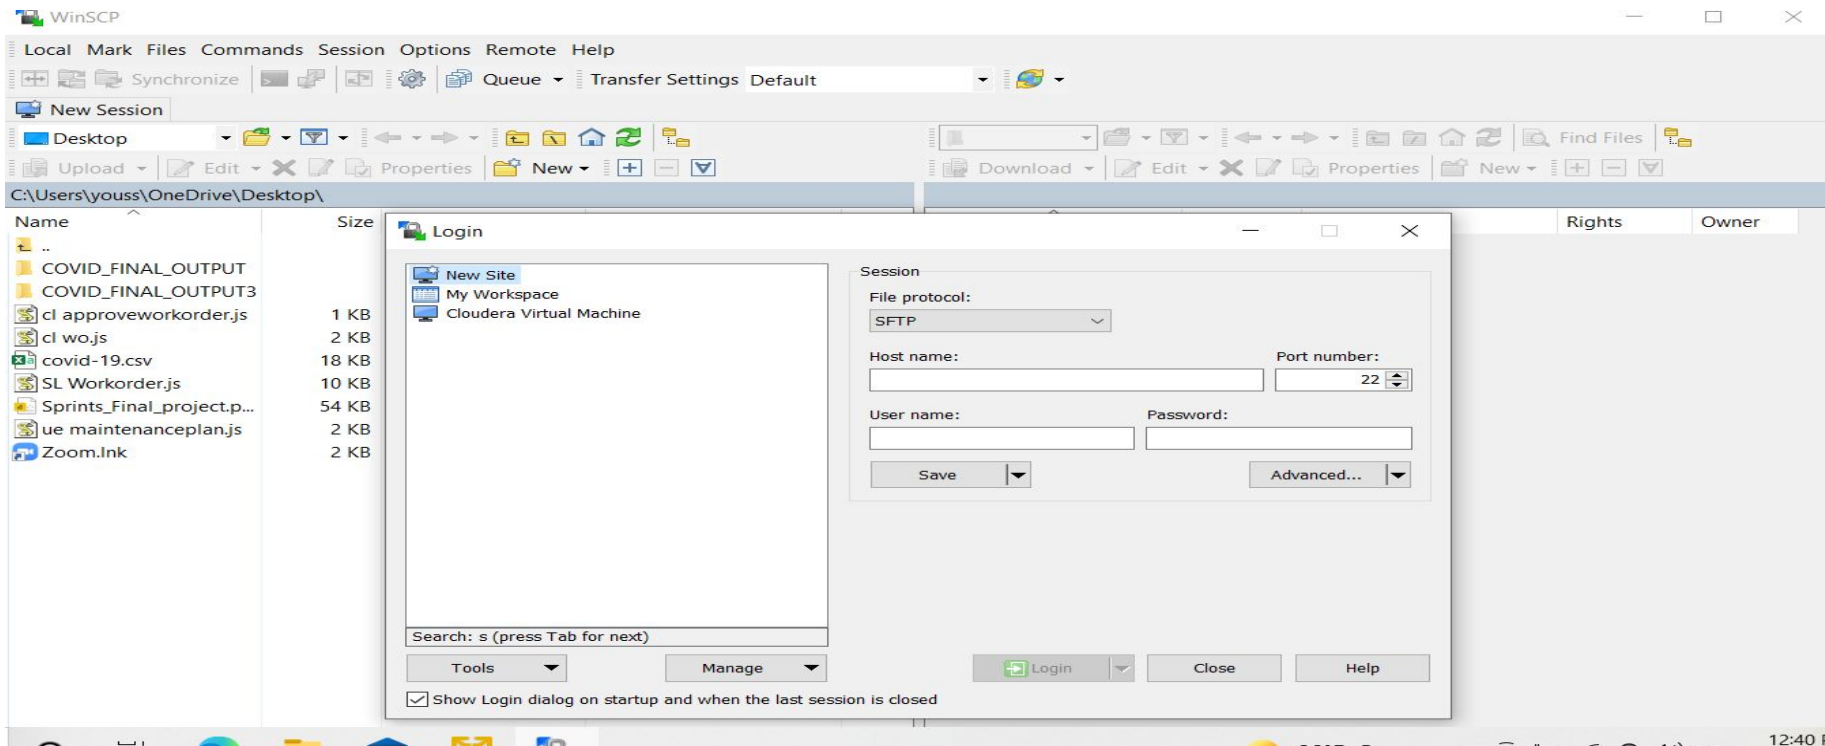 WinSCP
Local Mark Files Commands Session Options Remote Help
Synchronize Queue Transfer Settings Default
New Session
Desktop Find Files
Upload Edit Properties New Download Edit Properties New
C:\Users\youss\OneDrive\Desktop\
Name Size Rights Owner
..
COVID_FINAL_OUTPUT
COVID_FINAL_OUTPUT3
cl approveworkorder.js 1 KB
cl wo.js 2 KB
covid-19.csv 18 KB
SL Workorder.js 10 KB
Sprints_Final_project.p... 54 KB
ue maintenanceplan.js 2 KB
Zoom.lnk 2 KB
Login
New Site
My Workspace
Cloudera Virtual Machine
Search: s (press Tab for next)
Tools Manage
Show Login dialog on startup and when the last session is closed
Session
File protocol:
SFTP
Host name: Port number:
22
User name: Password:
Save Advanced...
Login Close Help
12:40